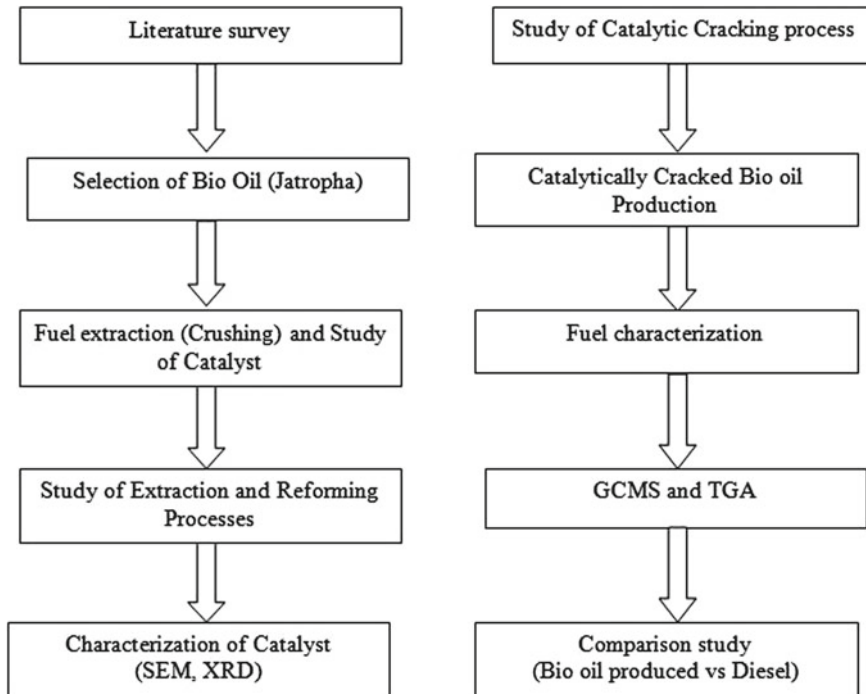 Literature survey
Selection of Bio Oil (Jatropha)
Fuel extraction (Crushing) and Study
of Catalyst
Study of Extraction and Reforming
Processes
Characterization of Catalyst
(SEM, XRD)
Study of Catalytic Cracking process
Catalytically Cracked Bio oil
Production
Fuel characterization
GCMS and TGA
Comparison study
(Bio oil produced vs Diesel)